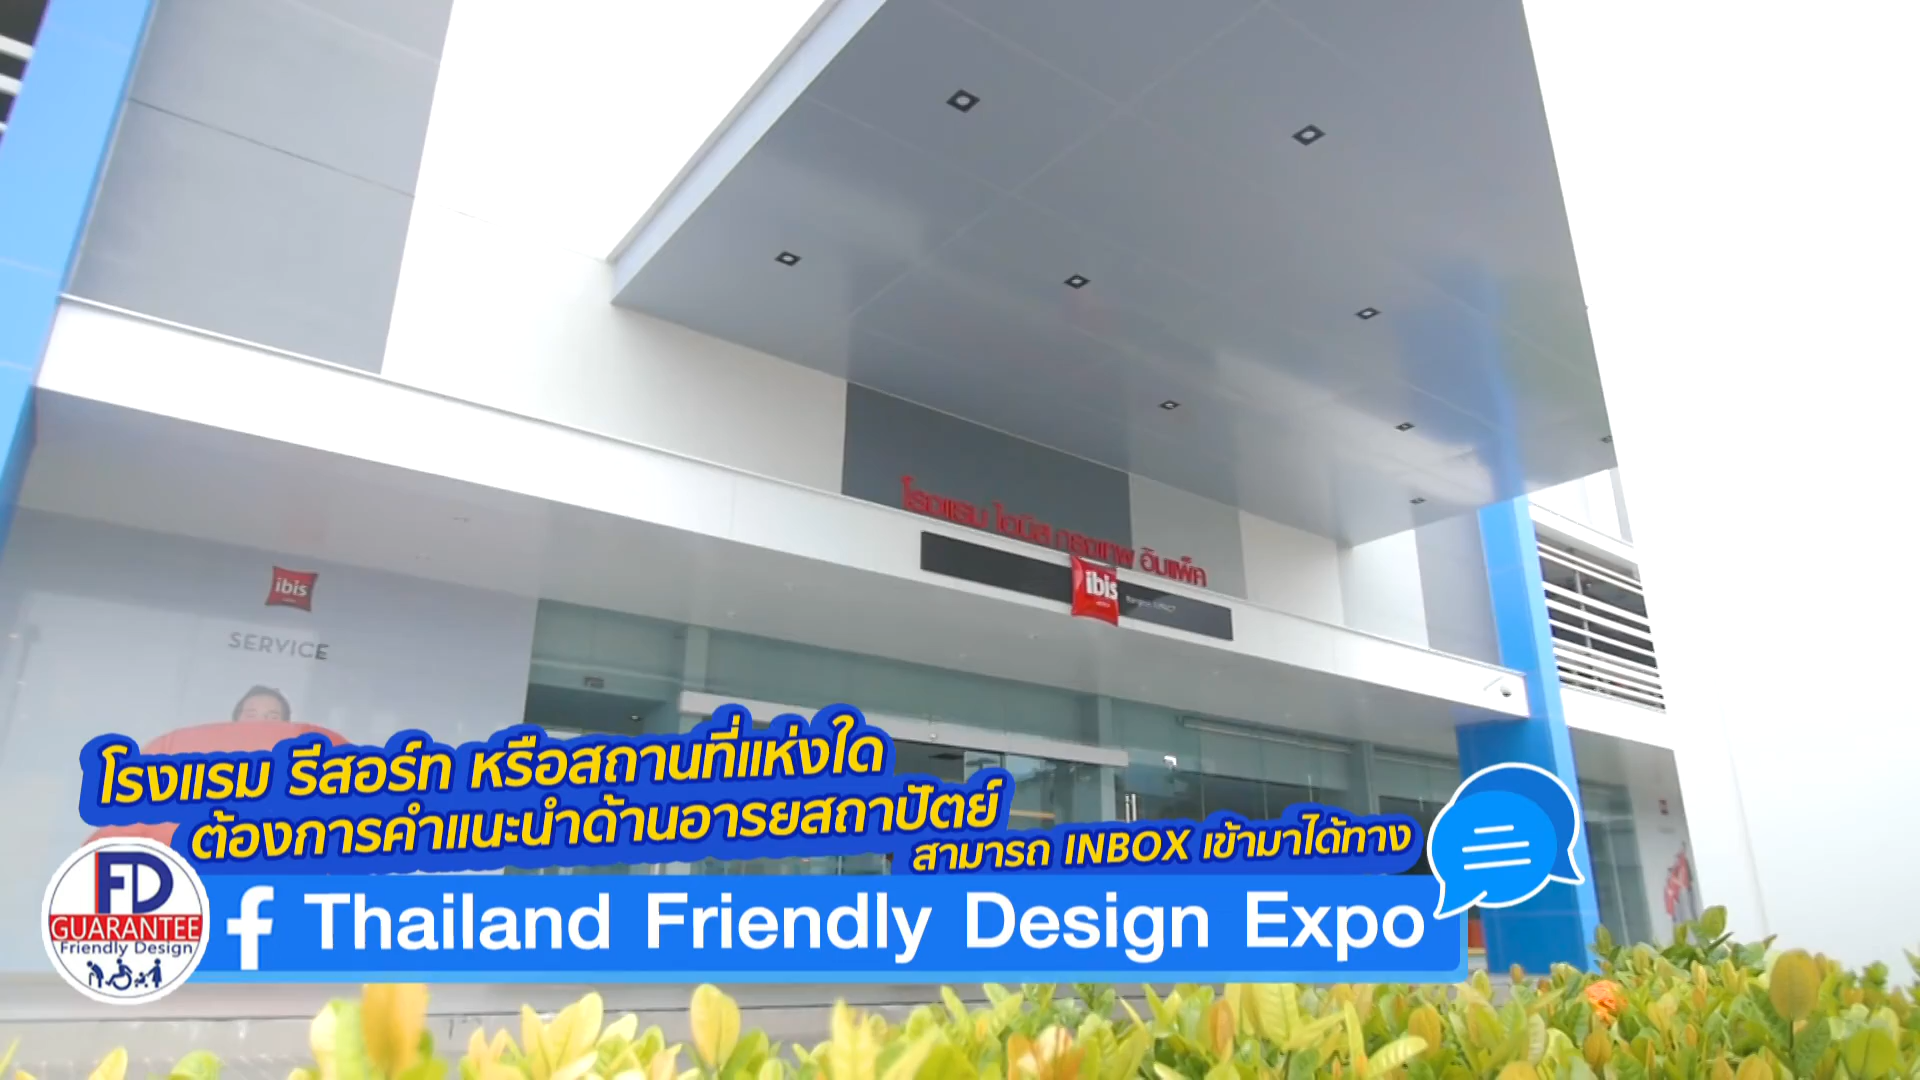 โรงแรม ไอบิส กรุงเทพ อิมแพ็ค
ibis
ibis
SERVICE
โรงแรม รีสอร์ท หรือสถานที่แห่งใด
ต้องการคำแนะนำด้านอารยสถาปัตย์
สามารถ INBOX เข้ามาได้ทาง
FD
GUARANTEE
Friendly Design
f Thailand Friendly Design Expo